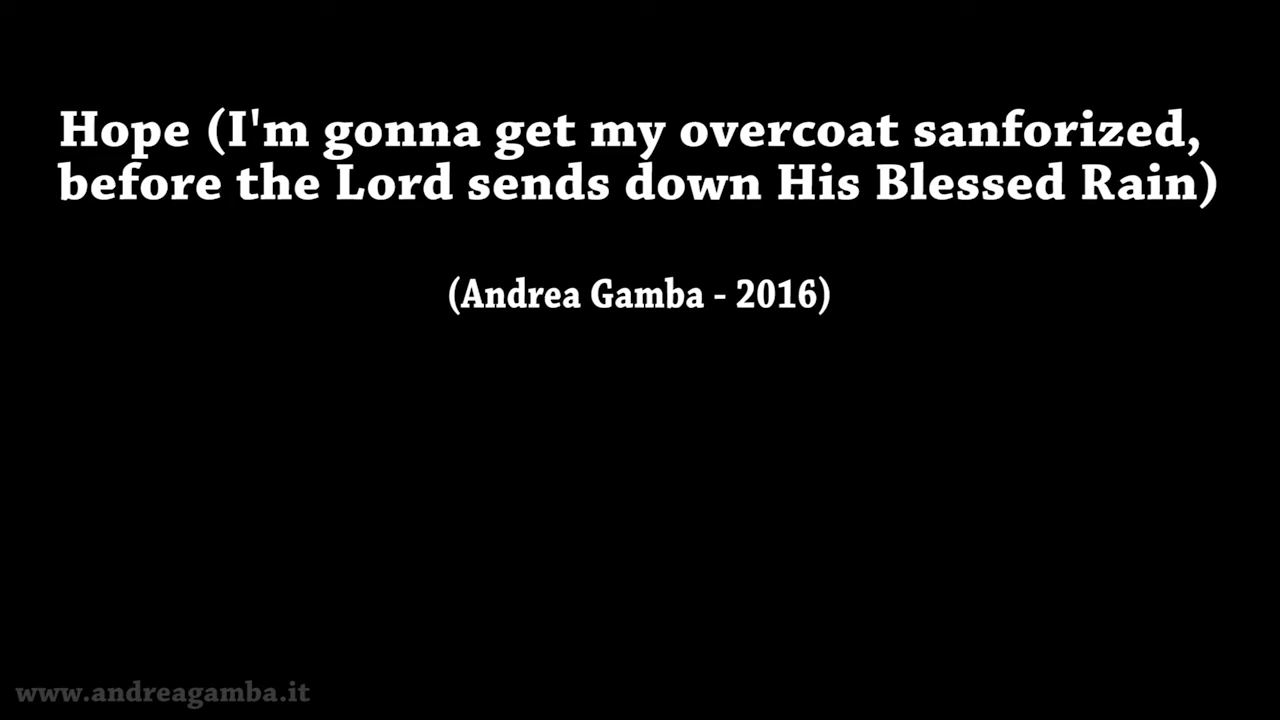 Hope (I'm gonna get my overcoat sanforized,
before the Lord sends down His Blessed Rain)
(Andrea Gamba - 2016)
www.andreagamba.it